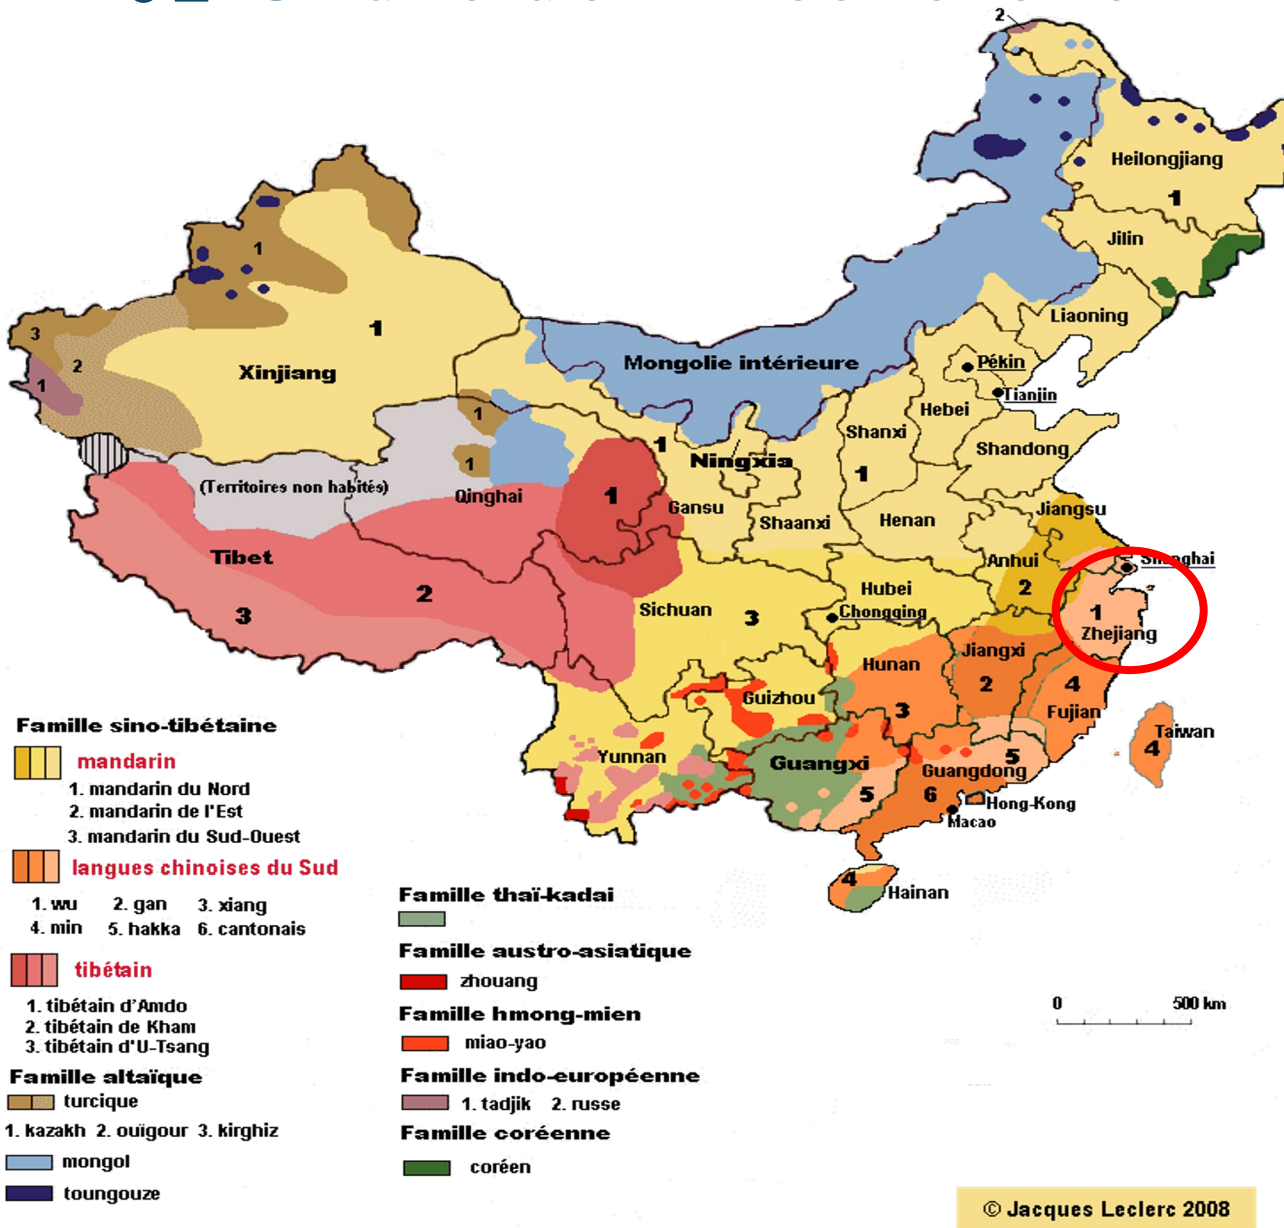 2
Heilongjiang
1
Jilin
1
Liaoning
3
1
2
Mongolie intérieure
Pékin
Xinjiang
1
Tianjin
Hebei
1
Shanxi
1
Shandong
Ningxia
1
1
(Territoires non habités)
Qinghai
1
Gansu
Jiangsu
Shaanxi
Henan
Tibet
Anhui
Shanghai
2
Hubei
2
3
Sichuan
3
Chongqing
1
Zhejiang
Jiangxi
Hunan
2
4
Guizhou
3
Fujian
Taiwan
4
Yunnan
Guangxi
5
Guangdong
5
6
Hong-Kong
Macao
4
Hainan
Famille sino-tibétaine
mandarin
1. mandarin du Nord
2. mandarin de l'Est
3. mandarin du Sud-Ouest
langues chinoises du Sud
1. wu 2. gan 3. xiang
4. min 5. hakka 6. cantonais
tibétain
1. tibétain d'Amdo
2. tibétain de Kham
3. tibétain d'U-Tsang
Famille altaïque
turcique
1. kazakh 2. ouïgour 3. kirghiz
mongol
toungouze
Famille thaï-kadai
Famille austro-asiatique
zhouang
Famille hmong-mien
miao-yao
Famille indo-européenne
1. tadjik 2. russe
Famille coréenne
coréen
0 500 km
© Jacques Leclerc 2008